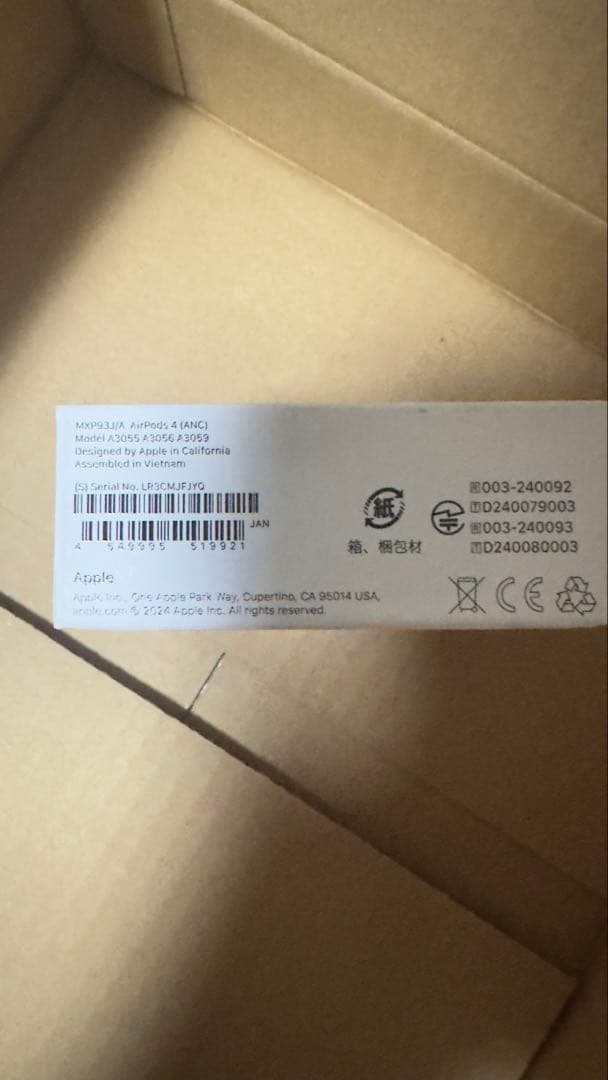 MXP93J/A AirPods 4 (ANC)
Model A3055 A3056 A3059
Designed by Apple in California
Assembled in Vietnam
(S) Serial No. LR3CMJFJYQ
JAN
4 549995 519921
Apple
Apple Inc., One Apple Park Way, Cupertino, CA 95014 USA,
apple.com © 2024 Apple Inc. All rights reserved.
紙
箱、梱包材
R 003-240092
T D240079003
R 003-240093
T D240080003
CE